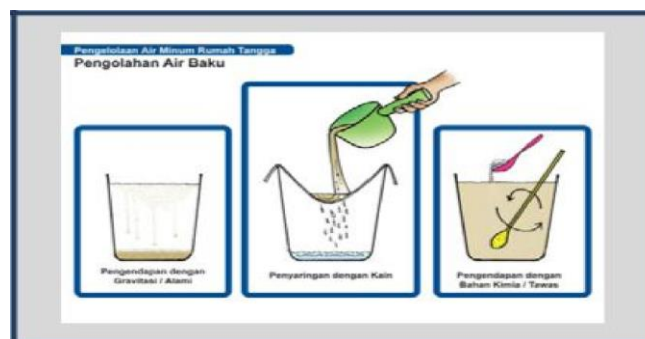 Pengelolaan Air Minum Rumah Tangga
Pengolahan Air Baku
Pengendapan dengan
Gravitasi / Alami
Penyaringan dengan Kain
Pengendapan dengan
Bahan Kimia / Tawas